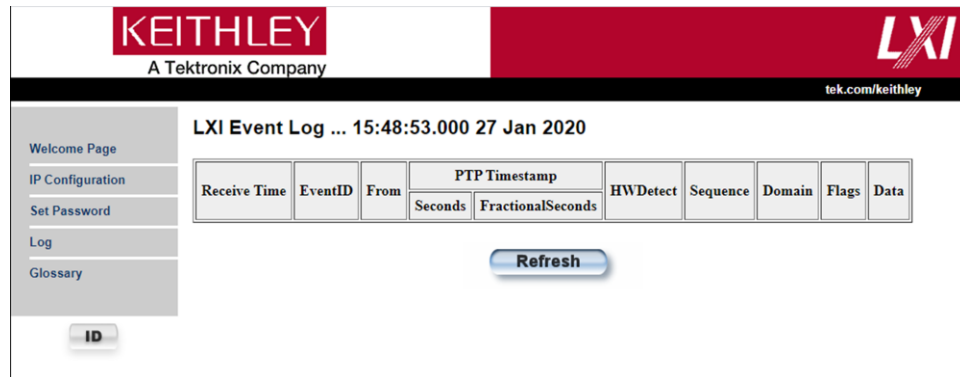 KEITHLEY
A Tektronix Company
LXI
tek.com/keithley
Welcome Page
IP Configuration
Set Password
Log
Glossary
ID
LXI Event Log ... 15:48:53.000 27 Jan 2020
Receive Time EventID From PTP Timestamp HWDetect Sequence Domain Flags Data
Seconds FractionalSeconds
Refresh